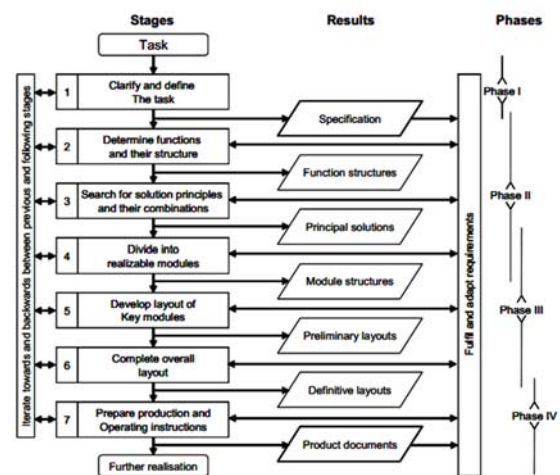 Stages Results Phases
Task
1
Clarify and define
The task
Phase I
Specification
2
Determine functions
and their structure
Function structures
Phase II
3
Search for solution principles
and their combinations
Principal solutions
4
Divide into
realizable modules
Module structures
5
Develop layout of
Key modules
Phase III
Preliminary layouts
6
Complete overall
layout
Definitive layouts
7
Prepare production and
Operating instructions
Phase IV
Product documents
Further realisation
Iterate towards and backwards between previous and following stages
Fulfil and adapt requirements